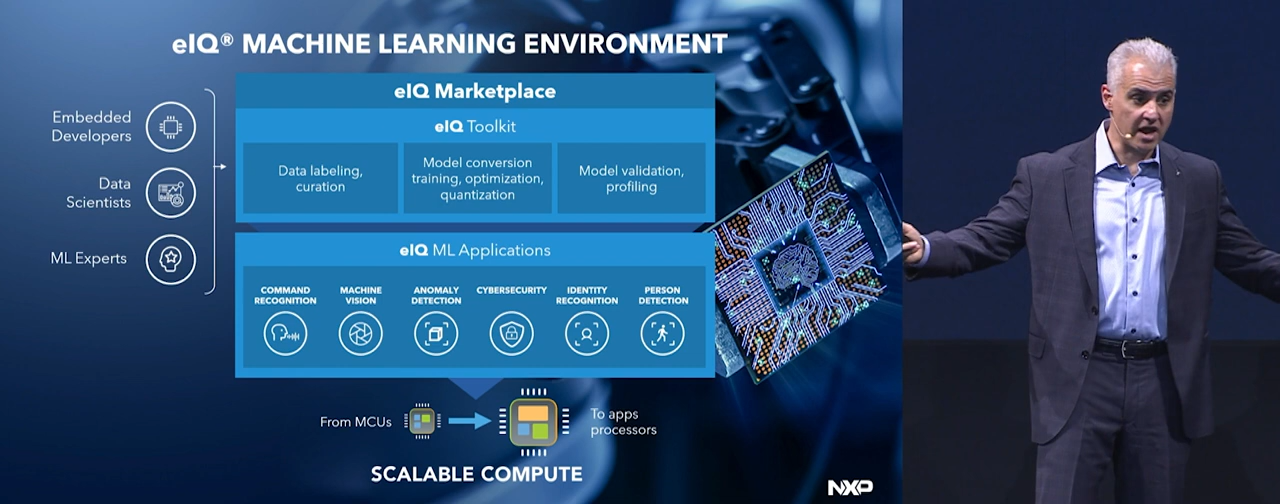 eIQ® MACHINE LEARNING ENVIRONMENT
Embedded
Developers
Data
Scientists
ML Experts
eIQ Marketplace
eIQ Toolkit
Data labeling,
curation
Model conversion
training, optimization,
quantization
Model validation,
profiling
eIQ ML Applications
COMMAND
RECOGNITION
MACHINE
VISION
ANOMALY
DETECTION
CYBERSECURITY
IDENTITY
RECOGNITION
PERSON
DETECTION
From MCUs
To apps
processors
SCALABLE COMPUTE
NXP